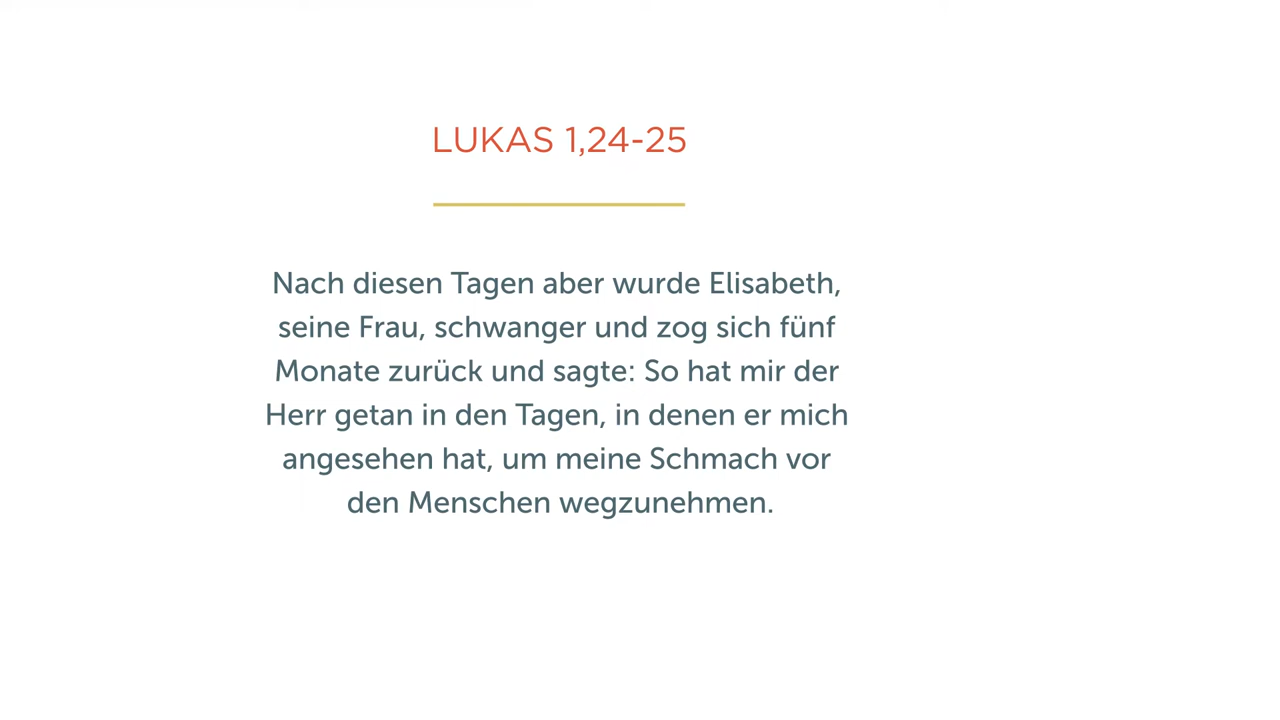 LUKAS 1,24-25
Nach diesen Tagen aber wurde Elisabeth,
seine Frau, schwanger und zog sich fünf
Monate zurück und sagte: So hat mir der
Herr getan in den Tagen, in denen er mich
angesehen hat, um meine Schmach vor
den Menschen wegzunehmen.